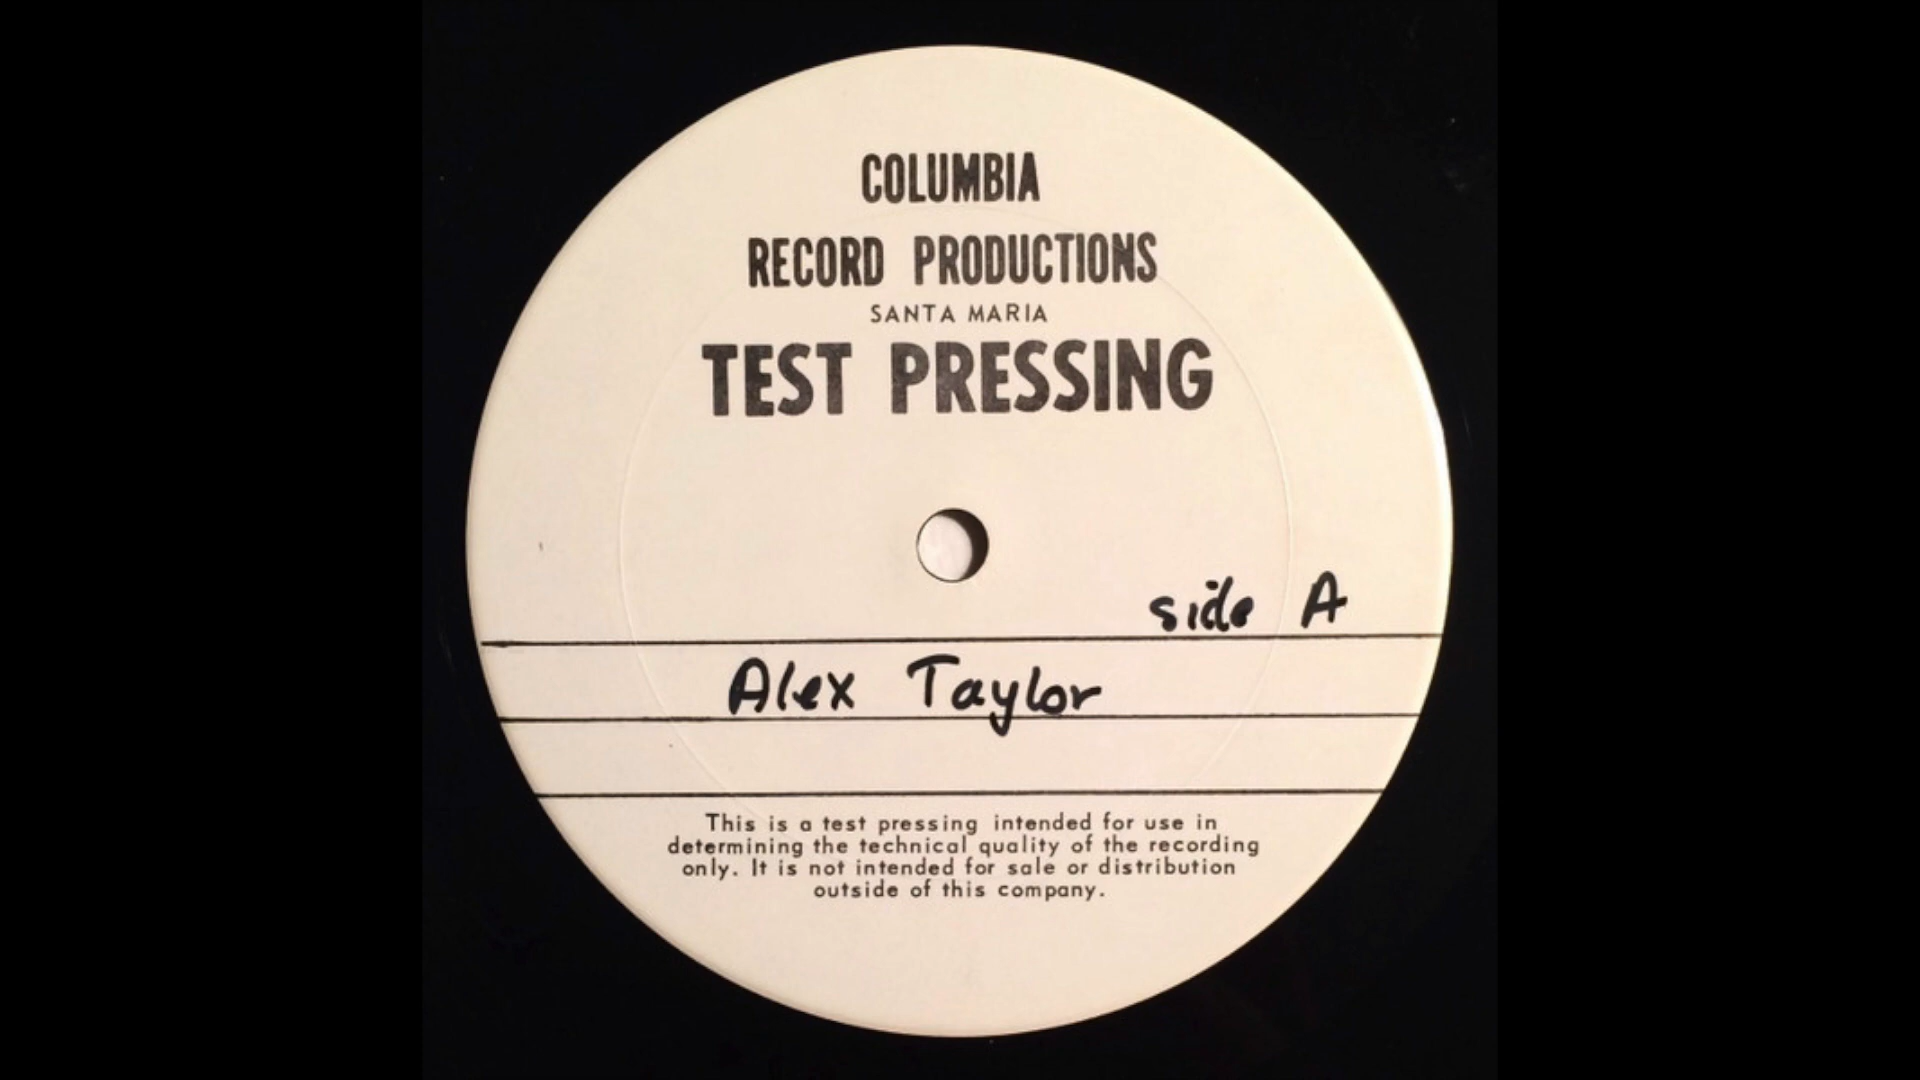 COLUMBIA
RECORD PRODUCTIONS
SANTA MARIA
TEST PRESSING
side A
Alex Taylor
This is a test pressing intended for use in
determining the technical quality of the recording
only. It is not intended for sale or distribution
outside of this company.